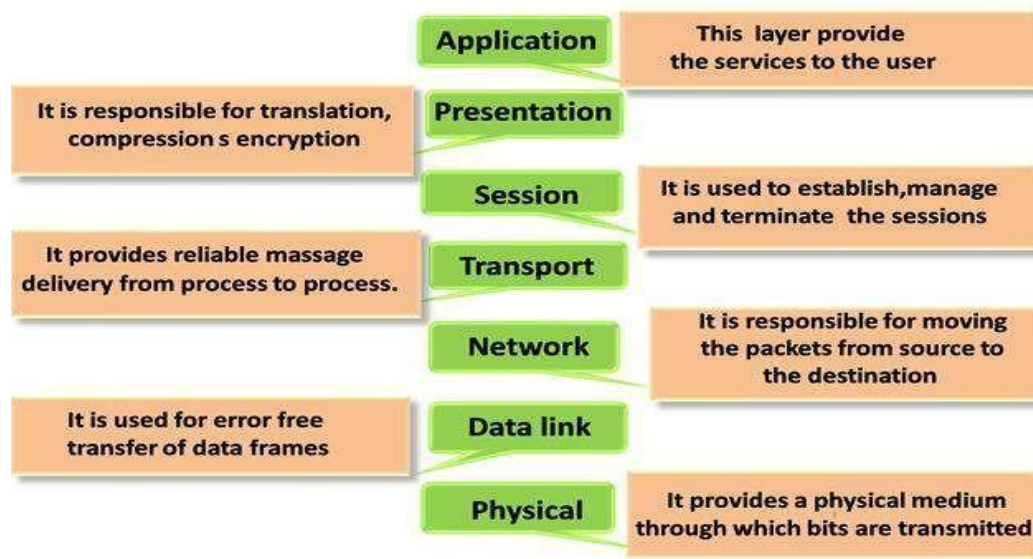 Application
This layer provide
the services to the user
Presentation
It is responsible for translation,
compression s encryption
Session
It is used to establish,manage
and terminate the sessions
Transport
It provides reliable massage
delivery from process to process.
Network
It is responsible for moving
the packets from source to
the destination
Data link
It is used for error free
transfer of data frames
Physical
It provides a physical medium
through which bits are transmitted